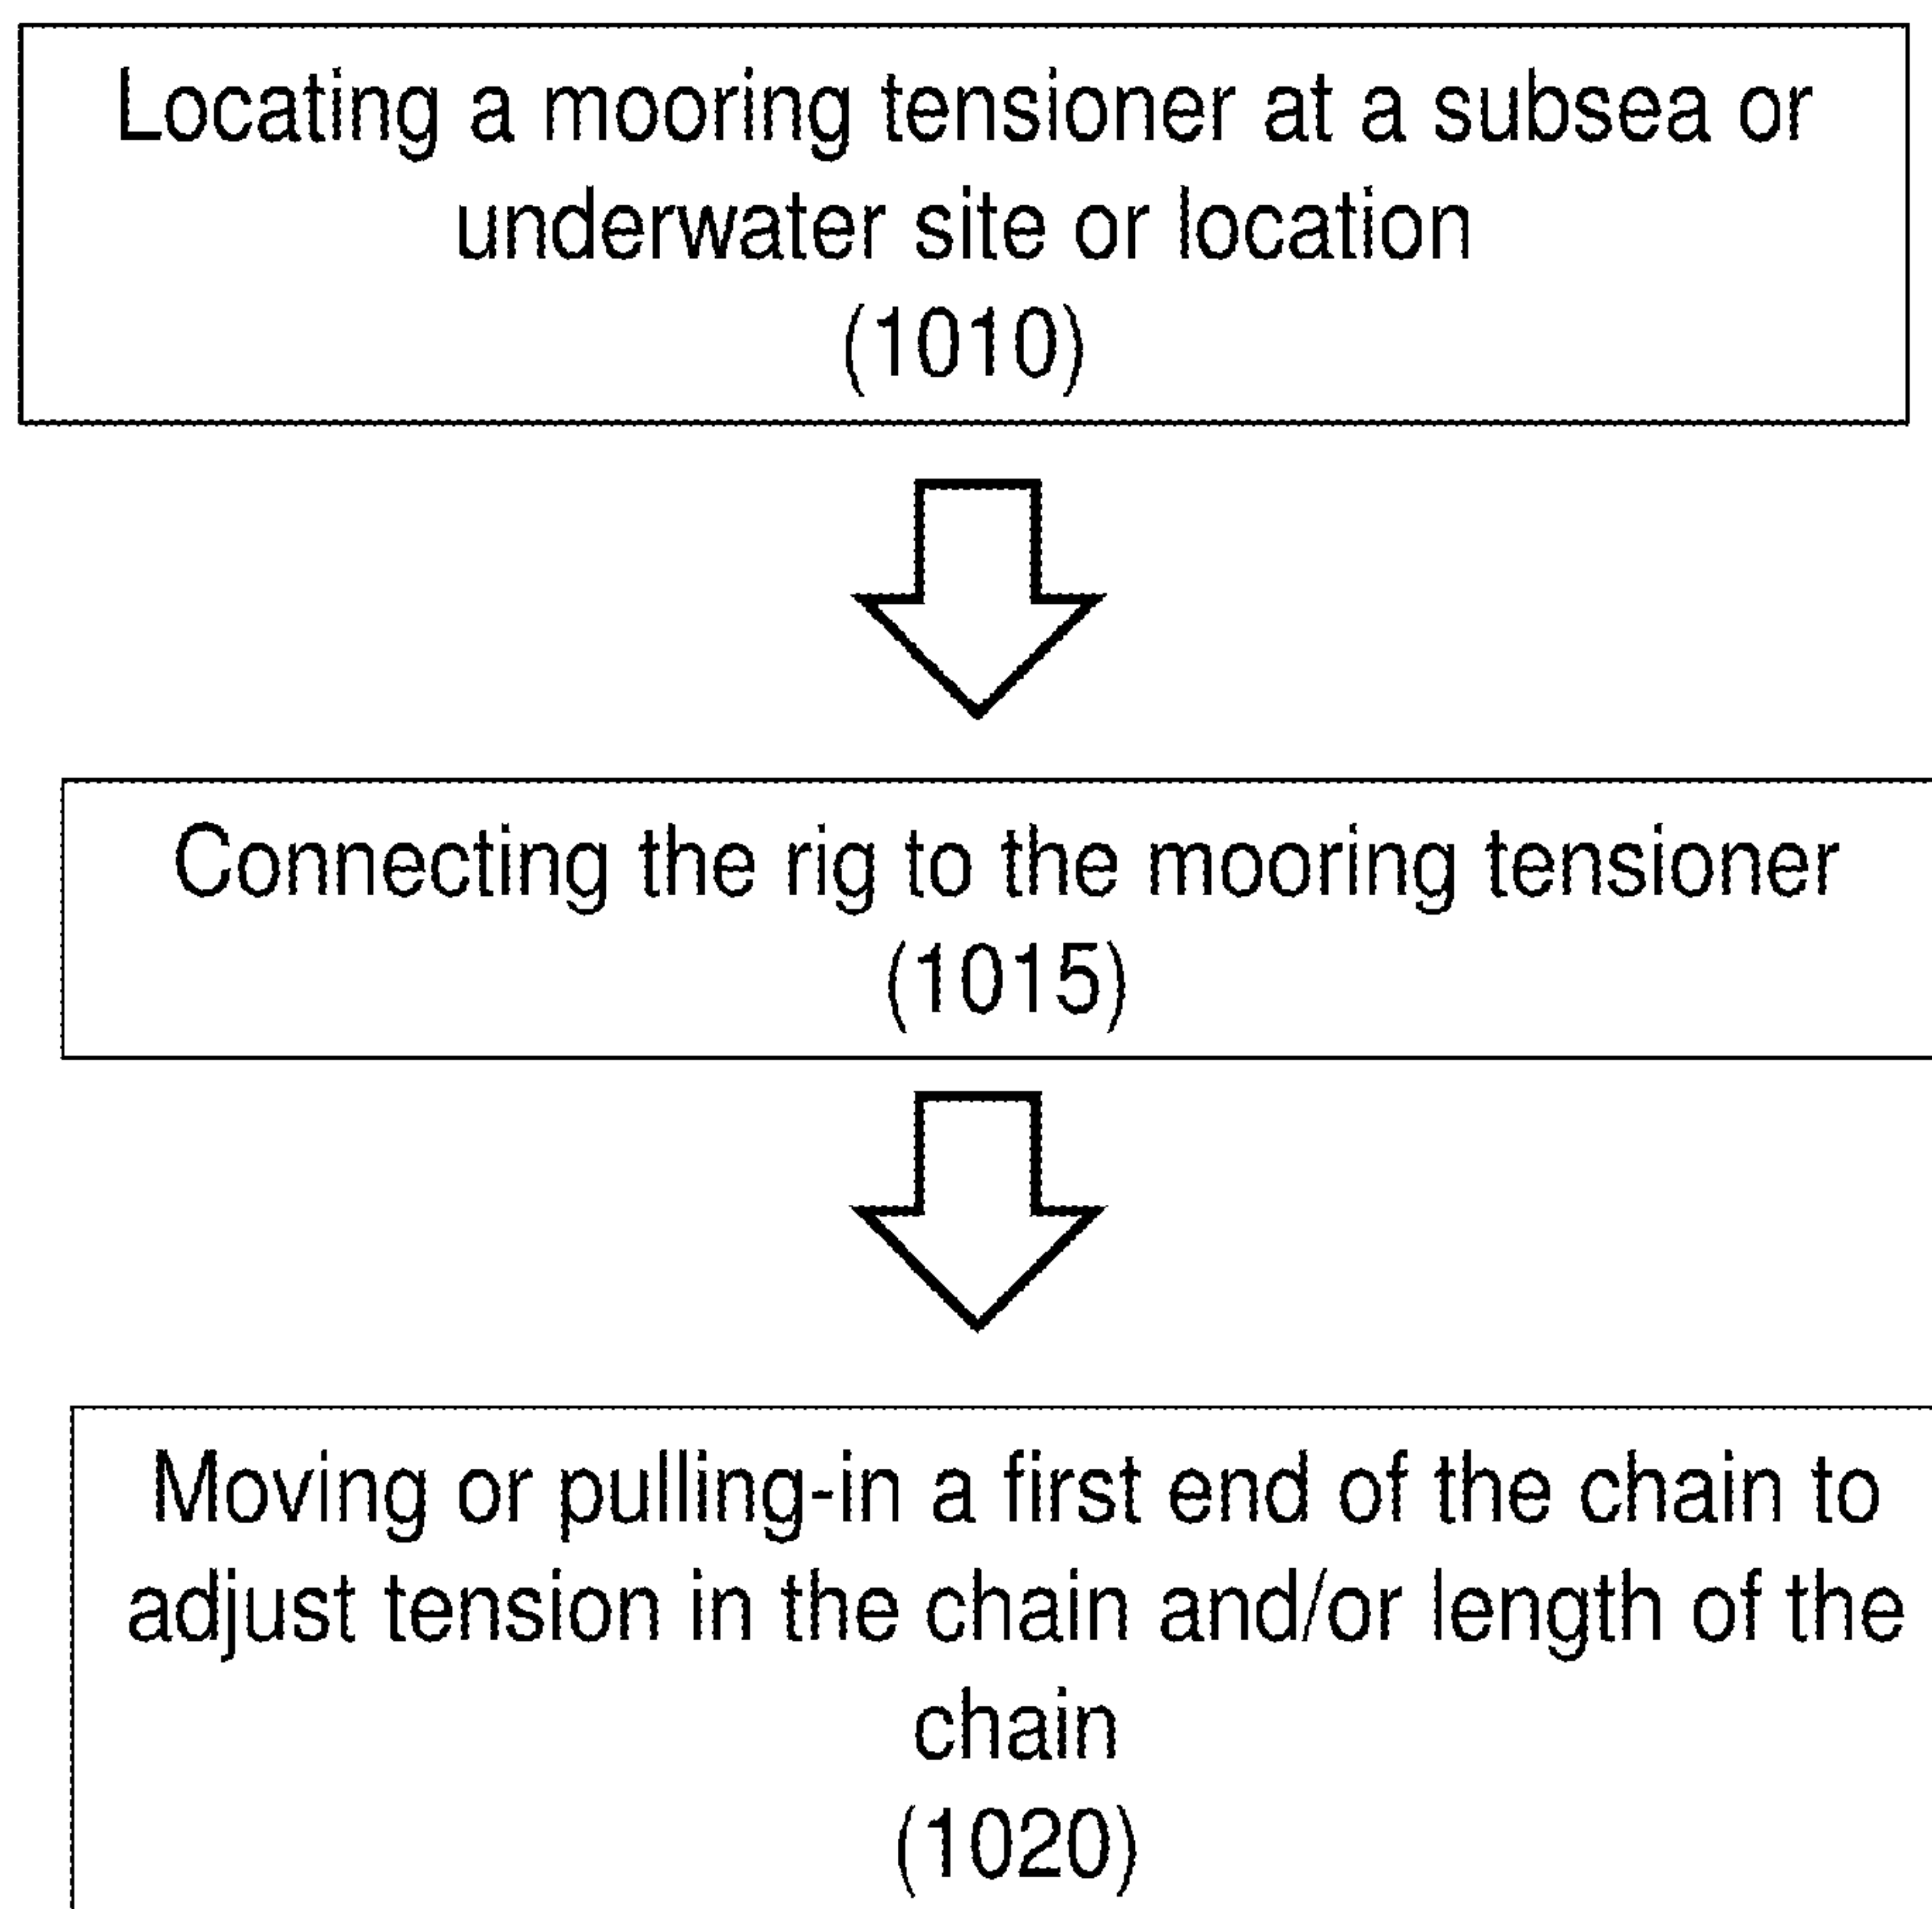 Locating a mooring tensioner at a subsea or
underwater site or location
(1010)
Connecting the rig to the mooring tensioner
(1015)
Moving or pulling-in a first end of the chain to
adjust tension in the chain and/or length of the
chain
(1020)